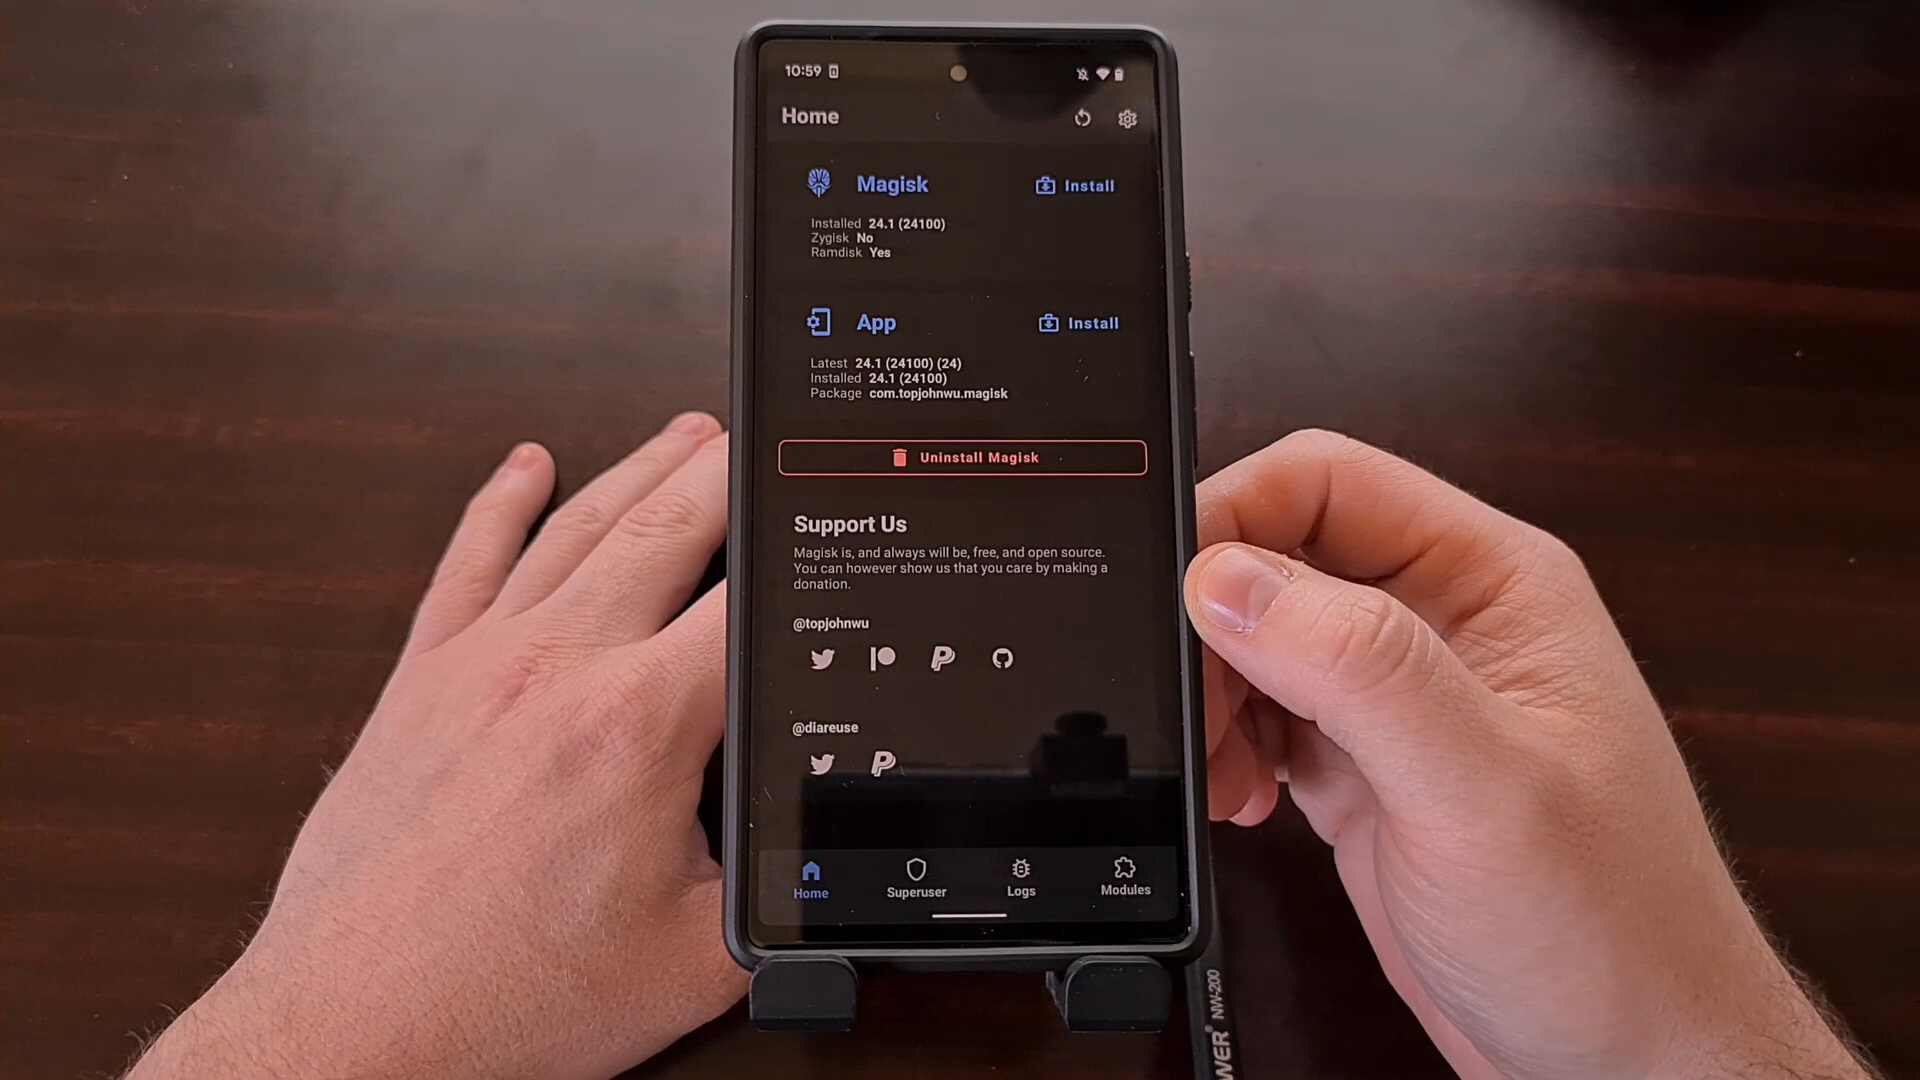 10:59
Home
Magisk
Install
Installed 24.1 (24100)
Zygisk No
Ramdisk Yes
App
Install
Latest 24.1 (24100) (24)
Installed 24.1 (24100)
Package com.topjohnwu.magisk
Uninstall Magisk
Support Us
Magisk is, and always will be, free, and open source.
You can however show us that you care by making a
donation.
@topjohnwu
@diareuse
Home
Superuser
Logs
Modules
NW-200